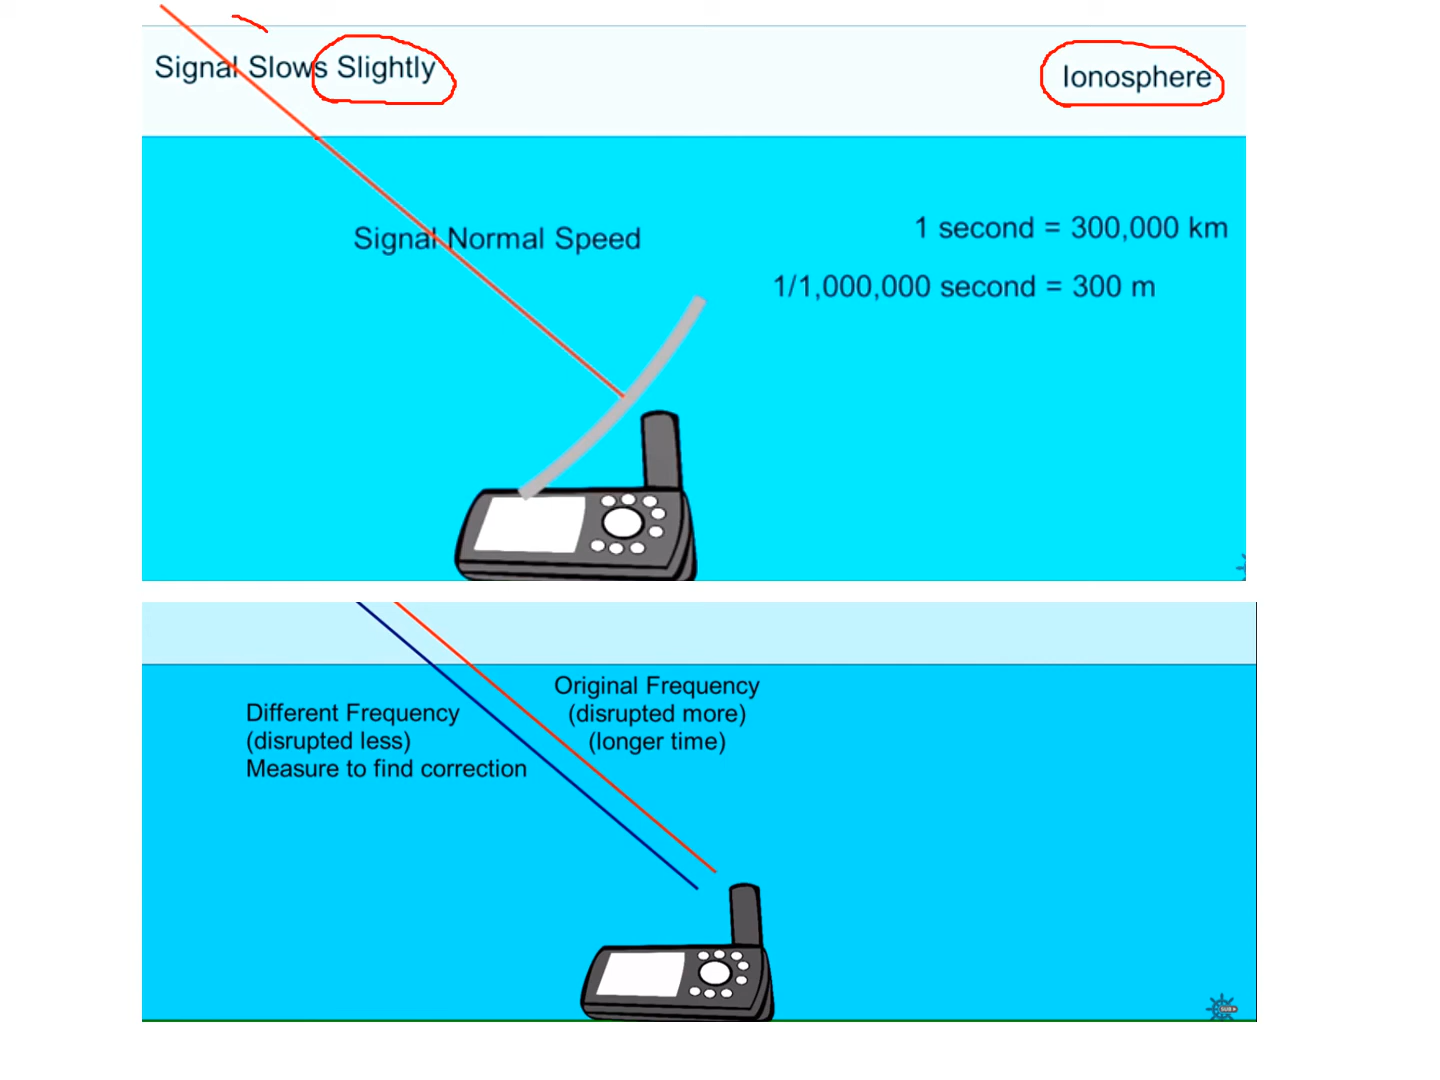 Signal Slows Slightly
Ionosphere
Signal Normal Speed
1 second = 300,000 km
1/1,000,000 second = 300 m
Original Frequency
(disrupted more)
(longer time)
Different Frequency
(disrupted less)
Measure to find correction